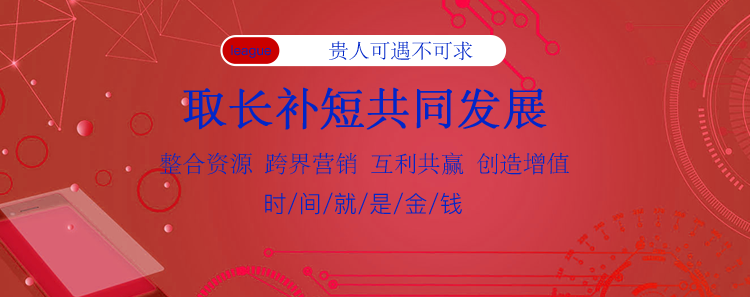 league 贵人可遇不可求
取长补短共同发展
整合资源 跨界营销 互利共赢 创造增值
时/间/就/是/金/钱